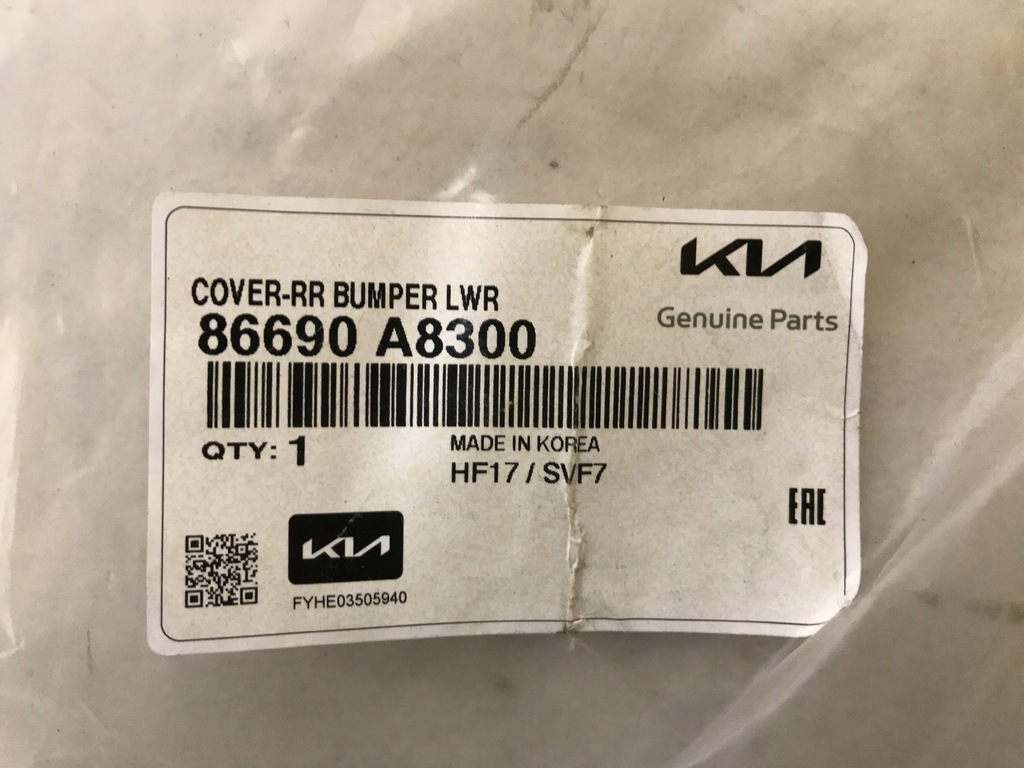 KIA
Genuine Parts
COVER-RR BUMPER LWR
86690 A8300
QTY: 1
MADE IN KOREA
HF17 / SVF7
EAC
KIA
FYHE03505940